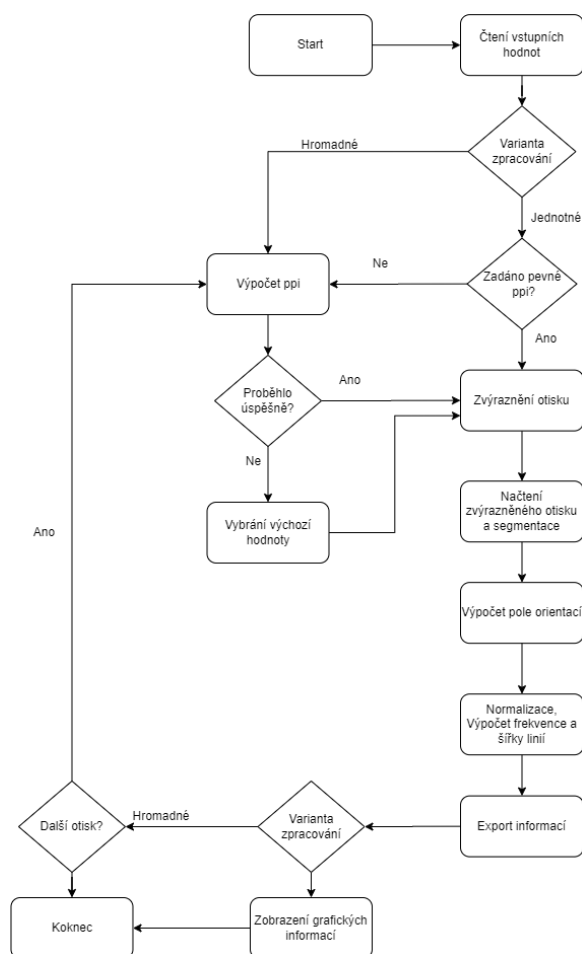 Start
Čtení vstupních
hodnot
Varianta
zpracování
Hromadné
Jednotné
Zadáno pevné
ppi?
Ne
Výpočet ppi
Ano
Proběhlo
úspěšně?
Ano
Zvýraznění otisku
Ne
Vybrání výchozí
hodnoty
Načtení
zvýrazněného otisku
a segmentace
Ano
Výpočet pole orientací
Normalizace,
Výpočet frekvence a
šířky linií
Export informací
Varianta
zpracování
Hromadné
Další otisk?
Zobrazení grafických
informací
Koknec